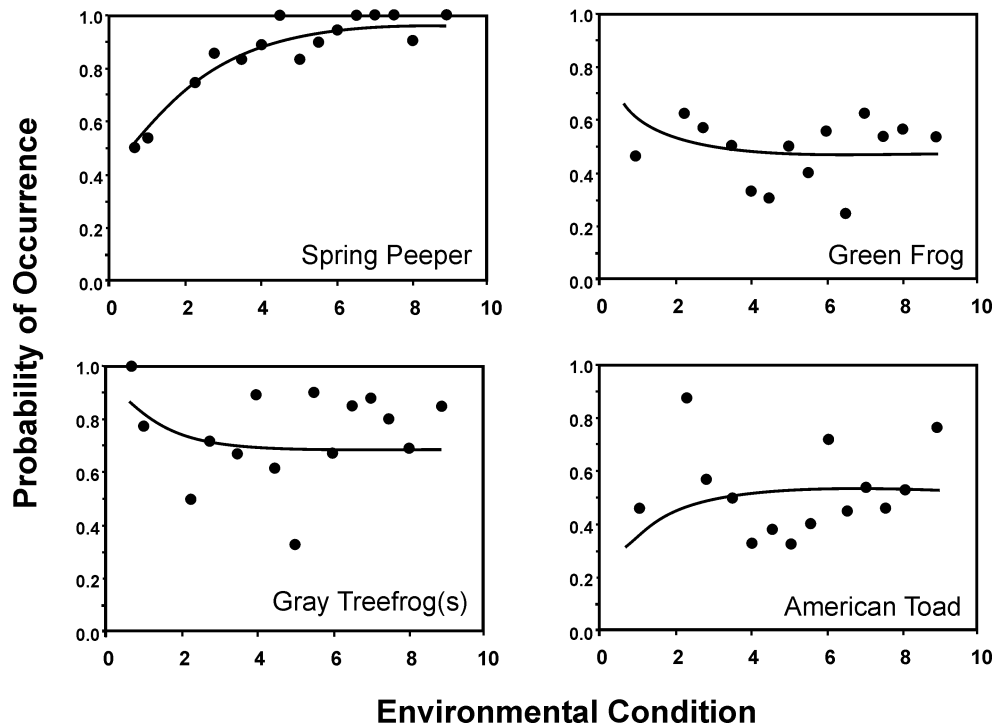 Probability of Occurrence
1.0
0.8
0.6
0.4
0.2
0.0
0 2 4 6 8 10
Spring Peeper
1.0
0.8
0.6
0.4
0.2
0.0
0 2 4 6 8 10
Green Frog
1.0
0.8
0.6
0.4
0.2
0.0
0 2 4 6 8 10
Gray Treefrog(s)
1.0
0.8
0.6
0.4
0.2
0.0
0 2 4 6 8 10
American Toad
Environmental Condition